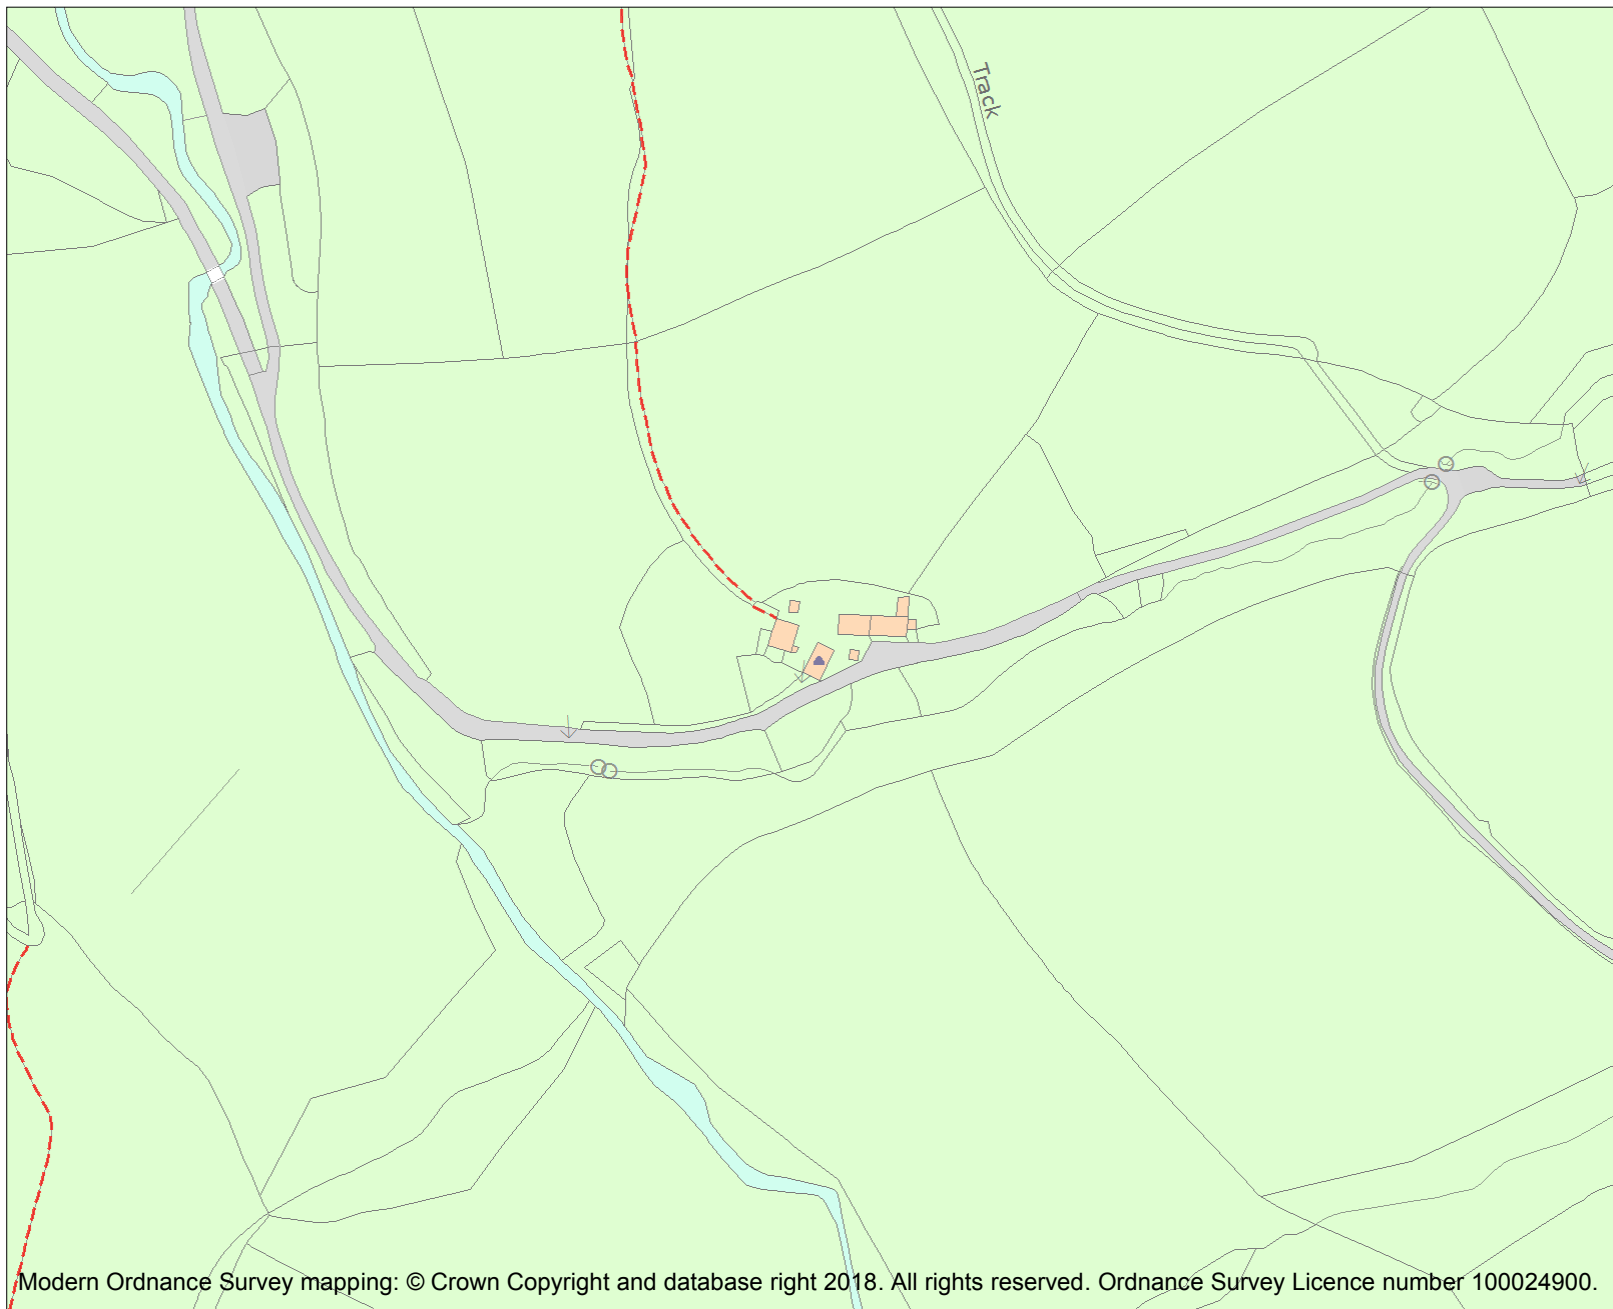 Track
Modern Ordnance Survey mapping: © Crown Copyright and database right 2018. All rights reserved. Ordnance Survey Licence number 100024900.